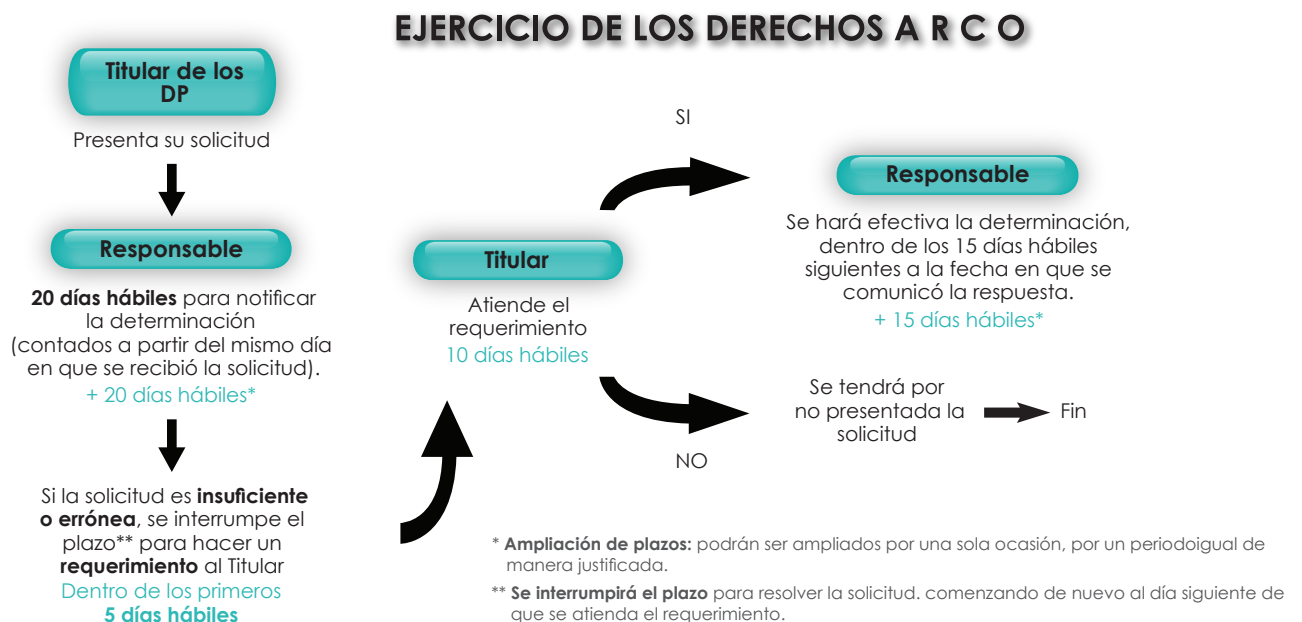 EJERCICIO DE LOS DERECHOS A R C O
Titular de los
DP
Presenta su solicitud
Responsable
20 días hábiles para notificar
la determinación
(contados a partir del mismo día
en que se recibió la solicitud).
+ 20 días hábiles*
Si la solicitud es insuficiente
o errónea, se interrumpe el
plazo** para hacer un
requerimiento al Titular
Dentro de los primeros
5 días hábiles
Titular
Atiende el
requerimiento
10 días hábiles
SI
Responsable
Se hará efectiva la determinación,
dentro de los 15 días hábiles
siguientes a la fecha en que se
comunicó la respuesta.
+ 15 días hábiles*
NO
Se tendrá por
no presentada la
solicitud
Fin
* Ampliación de plazos: podrán ser ampliados por una sola ocasión, por un periodoigual de
manera justificada.
** Se interrumpirá el plazo para resolver la solicitud. comenzando de nuevo al día siguiente de
que se atienda el requerimiento.